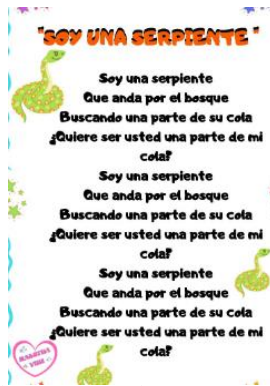 "SOY UNA SERPIENTE "
Soy una serpiente
Que anda por el bosque
Buscando una parte de su cola
¿Quiere ser usted una parte de mi
cola?
Soy una serpiente
Que anda por el bosque
Buscando una parte de su cola
¿Quiere ser usted una parte de mi
cola?
Soy una serpiente
Que anda por el bosque
Buscando una parte de su cola
¿Quiere ser usted una parte de mi
cola?